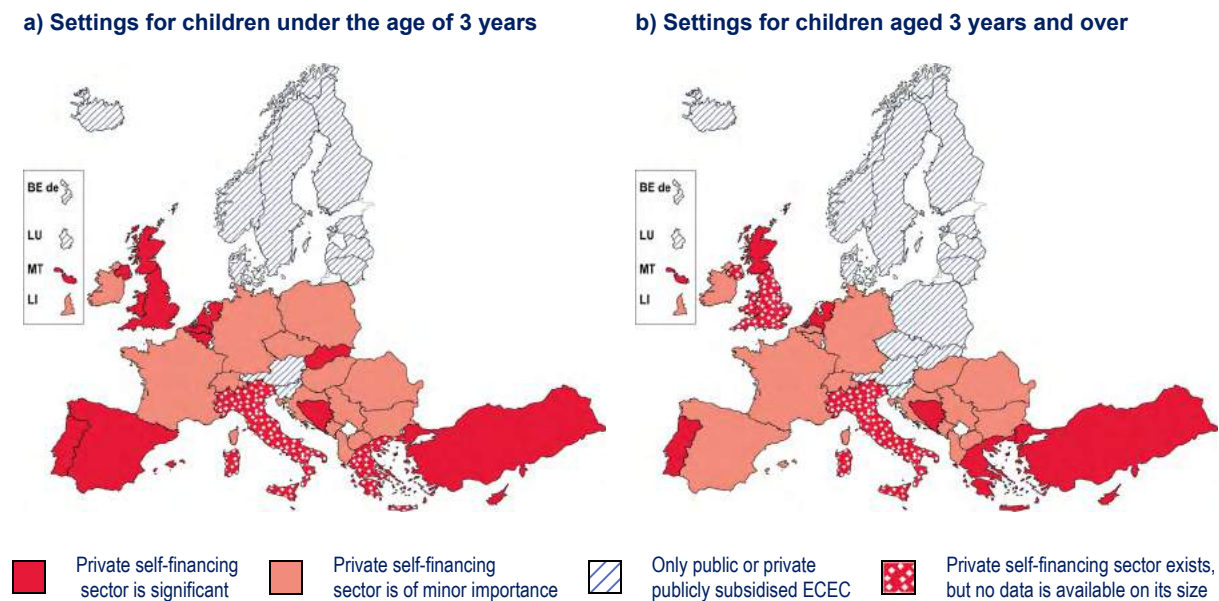 a) Settings for children under the age of 3 years
b) Settings for children aged 3 years and over
BE de
LU
MT
LI
BE de
LU
MT
LI
Private self-financing
sector is significant
Private self-financing
sector is of minor importance
Only public or private
publicly subsidised ECEC
Private self-financing sector exists,
but no data is available on its size